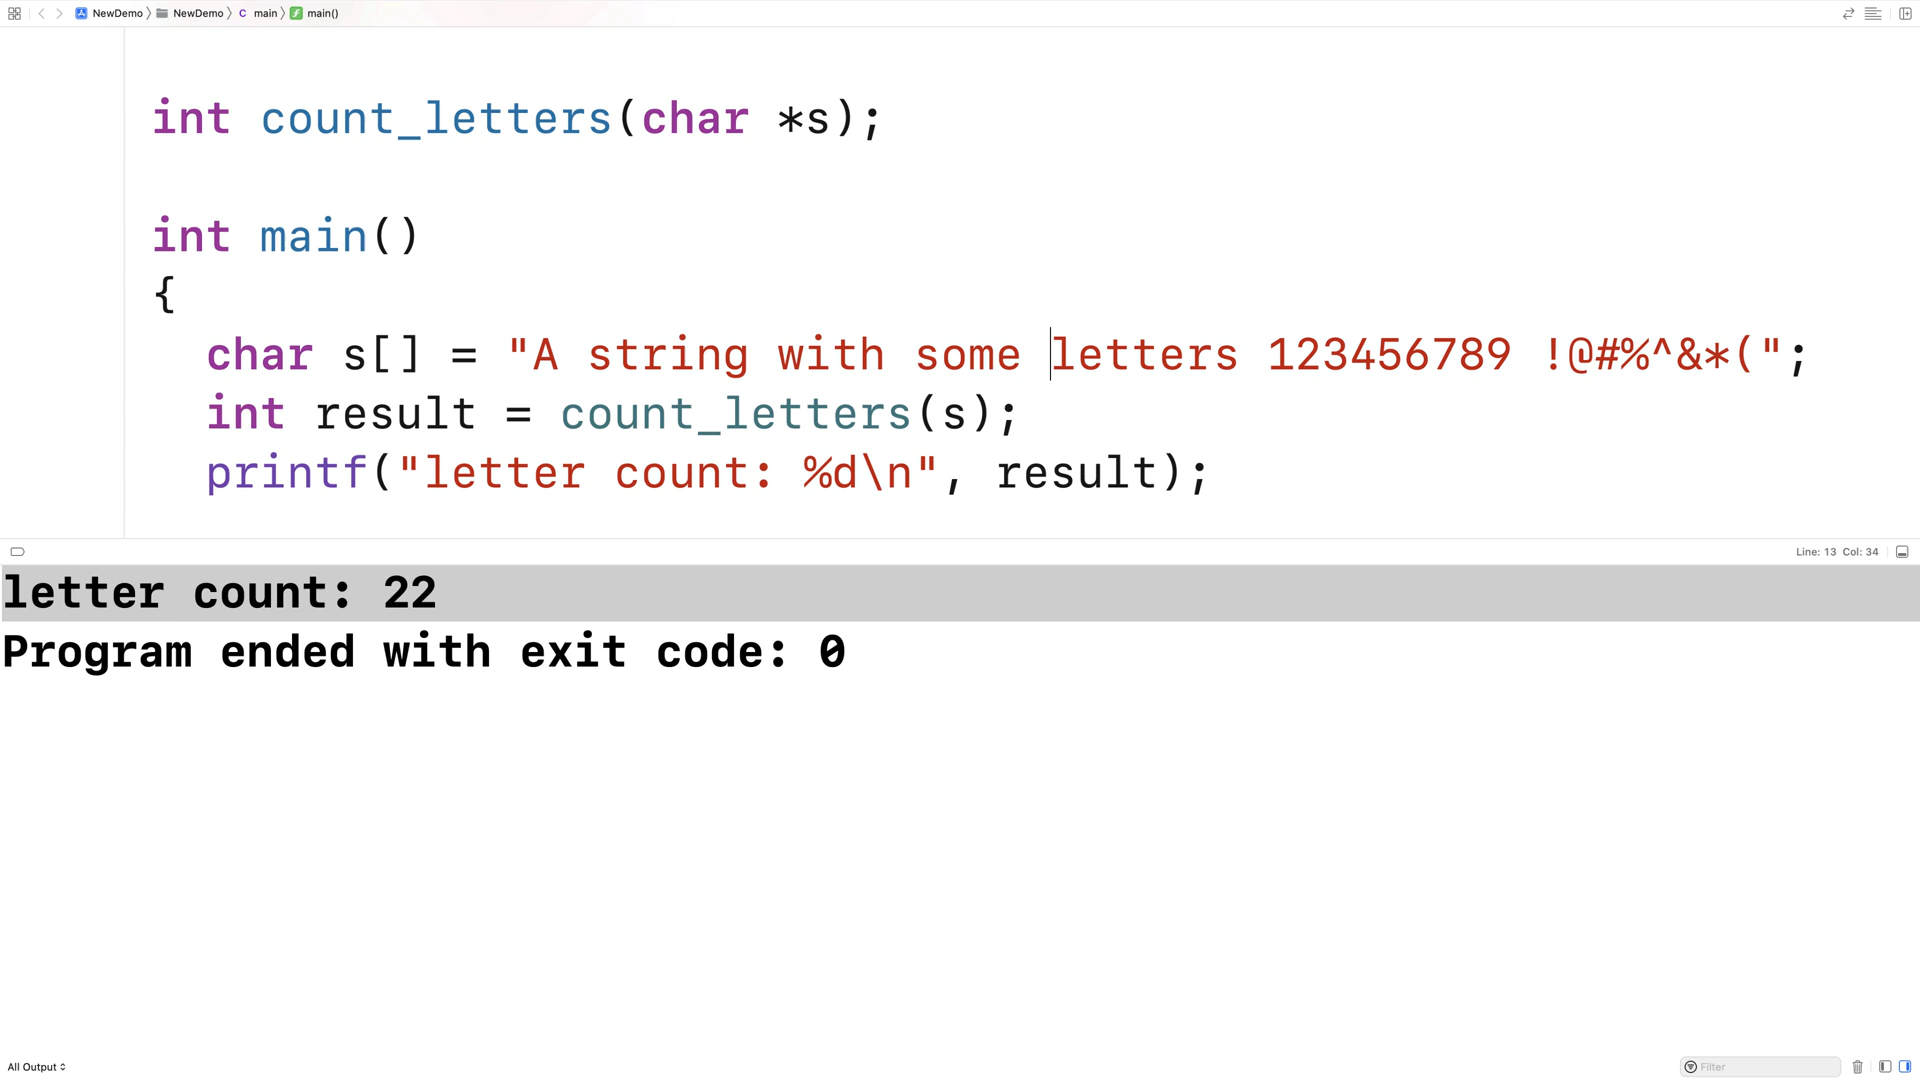 NewDemo NewDemo C main f main()
int count_letters(char *s);
int main()
{
char s[] = "A string with some letters 123456789 !@#%^&*(";
int result = count_letters(s);
printf("letter count: %d\n", result);
Line: 13 Col: 34
letter count: 22
Program ended with exit code: 0
All Output
Filter